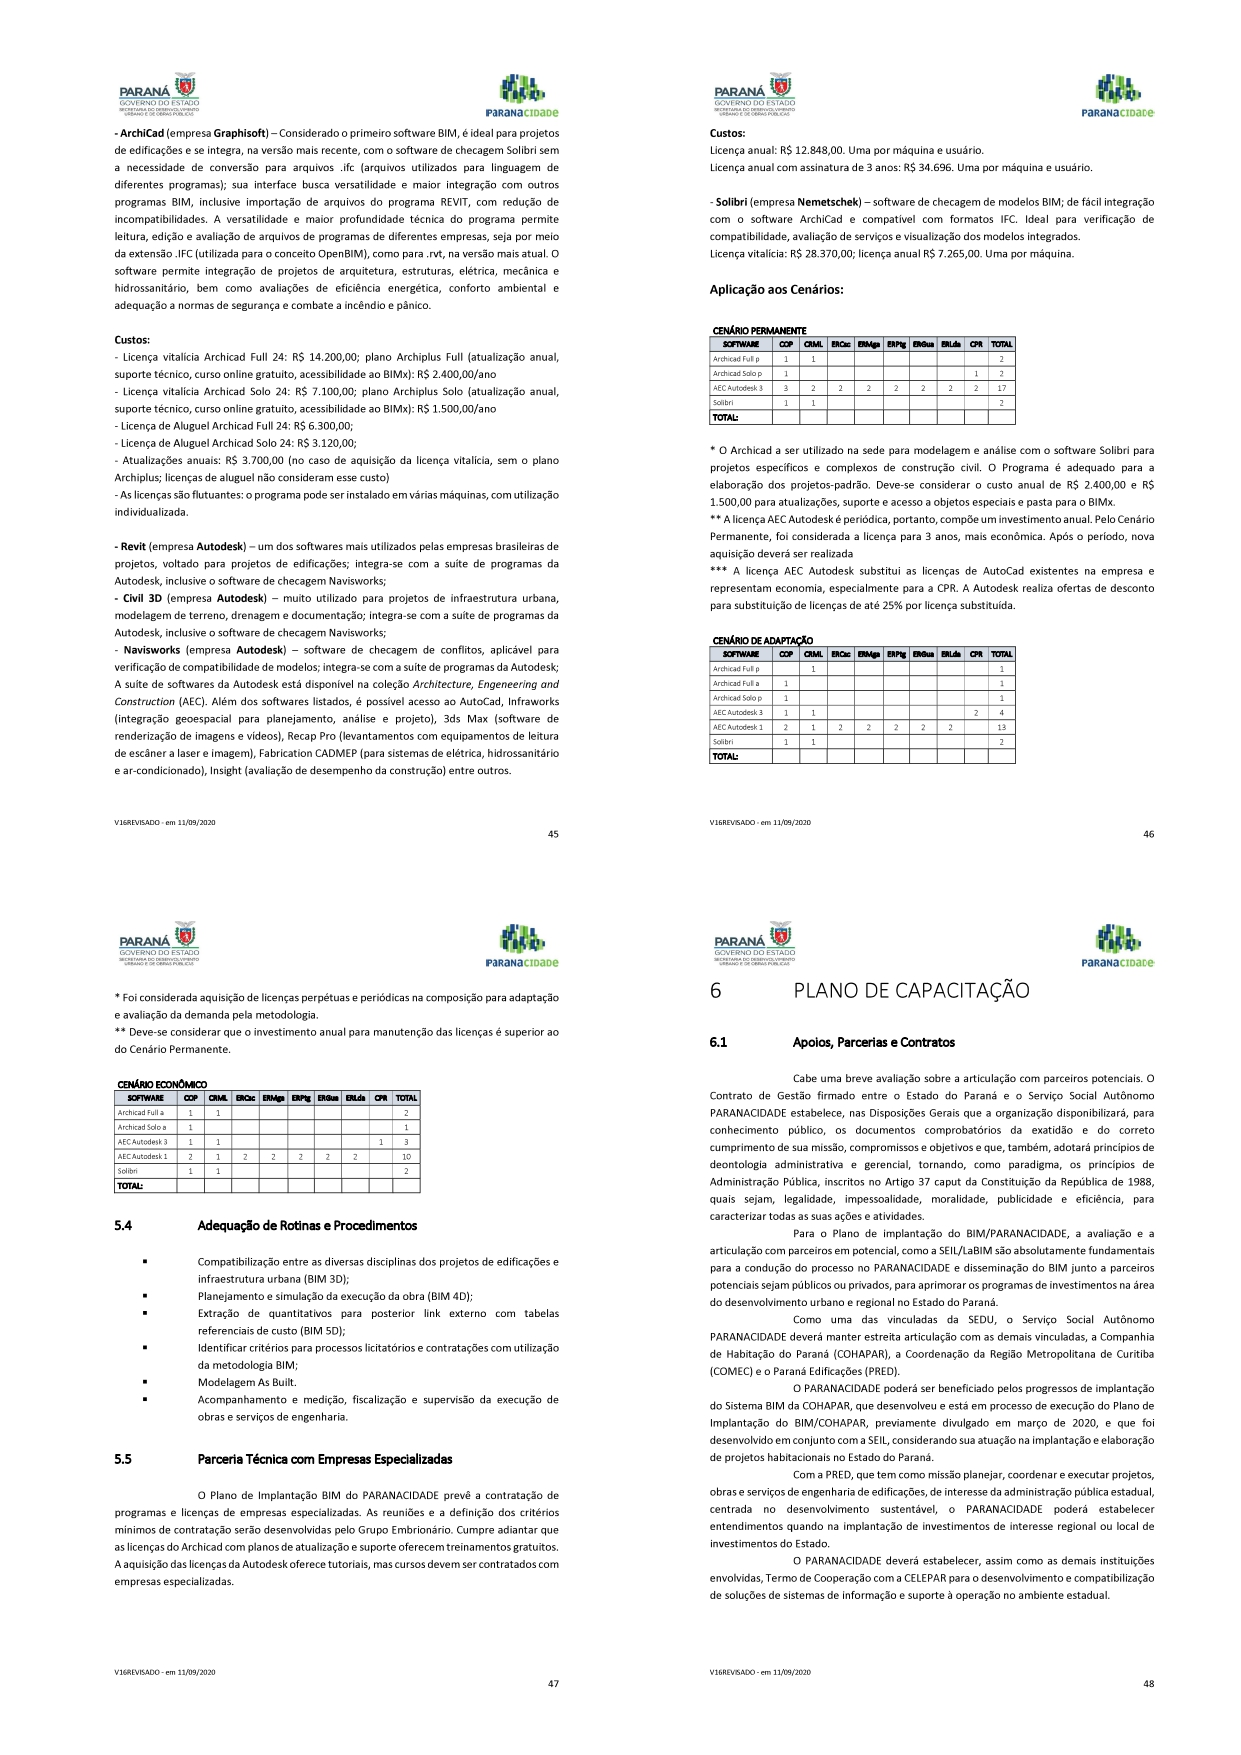 PARANÁ
GOVERNO DO ESTADO
SECRETARIA DO DESENVOLVIMENTO
URBANO E DE OBRAS PÚBLICAS
PARANACIDADE
- ArchiCad (empresa Graphisoft) – Considerado o primeiro software BIM, é ideal para projetos
de edificações e se integra, na versão mais recente, com o software de checagem Solibri sem
a necessidade de conversão para arquivos .ifc (arquivos utilizados para linguagem de
diferentes programas); sua interface busca versatilidade e maior integração com outros
programas BIM, inclusive importação de arquivos do programa REVIT, com redução de
incompatibilidades. A versatilidade e maior profundidade técnica do programa permite
leitura, edição e avaliação de arquivos de programas de diferentes empresas, seja por meio
da extensão .IFC (utilizada para o conceito OpenBIM), como para .rvt, na versão mais atual. O
software permite integração de projetos de arquitetura, estruturas, elétrica, mecânica e
hidrossanitário, bem como avaliações de eficiência energética, conforto ambiental e
adequação a normas de segurança e combate a incêndio e pânico.
Custos:
- Licença vitalícia Archicad Full 24: R$ 14.200,00; plano Archiplus Full (atualização anual,
suporte técnico, curso online gratuito, acessibilidade ao BIMx): R$ 2.400,00/ano
- Licença vitalícia Archicad Solo 24: R$ 7.100,00; plano Archiplus Solo (atualização anual,
suporte técnico, curso online gratuito, acessibilidade ao BIMx): R$ 1.500,00/ano
- Licença de Aluguel Archicad Full 24: R$ 6.300,00;
- Licença de Aluguel Archicad Solo 24: R$ 3.120,00;
- Atualizações anuais: R$ 3.700,00 (no caso de aquisição da licença vitalícia, sem o plano
Archiplus; licenças de aluguel não consideram esse custo)
- As licenças são flutuantes: o programa pode ser instalado em várias máquinas, com utilização
individualizada.
- Revit (empresa Autodesk) – um dos softwares mais utilizados pelas empresas brasileiras de
projetos, voltado para projetos de edificações; integra-se com a suíte de programas da
Autodesk, inclusive o software de checagem Navisworks;
- Civil 3D (empresa Autodesk) – muito utilizado para projetos de infraestrutura urbana,
modelagem de terreno, drenagem e documentação; integra-se com a suíte de programas da
Autodesk, inclusive o software de checagem Navisworks;
- Navisworks (empresa Autodesk) – software de checagem de conflitos, aplicável para
verificação de compatibilidade de modelos; integra-se com a suíte de programas da Autodesk;
A suíte de softwares da Autodesk está disponível na coleção Architecture, Engeneering and
Construction (AEC). Além dos softwares listados, é possível acesso ao AutoCad, Infraworks
(integração geoespacial para planejamento, análise e projeto), 3ds Max (software de
renderização de imagens e vídeos), Recap Pro (levantamentos com equipamentos de leitura
de escâner a laser e imagem), Fabrication CADMEP (para sistemas de elétrica, hidrossanitário
e ar-condicionado), Insight (avaliação de desempenho da construção) entre outros.
V16REVISADO - em 11/09/2020
45
PARANÁ
GOVERNO DO ESTADO
SECRETARIA DO DESENVOLVIMENTO
URBANO E DE OBRAS PÚBLICAS
PARANACIDADE
Custos:
Licença anual: R$ 12.848,00. Uma por máquina e usuário.
Licença anual com assinatura de 3 anos: R$ 34.696. Uma por máquina e usuário.
- Solibri (empresa Nemetschek) – software de checagem de modelos BIM; de fácil integração
com o software ArchiCad e compatível com formatos IFC. Ideal para verificação de
compatibilidade, avaliação de serviços e visualização dos modelos integrados.
Licença vitalícia: R$ 28.370,00; licença anual R$ 7.265,00. Uma por máquina.
Aplicação aos Cenários:
CENÁRIO PERMANENTE
SOFTWARE COP CRML ERCsc ERMga ERPtg ERGua ERLda CPR TOTAL
Archicad Full p 1 1 2
Archicad Solo p 1 1 2
AEC Autodesk 3 3 2 2 2 2 2 2 2 17
Solibri 1 1 2
TOTAL:
* O Archicad a ser utilizado na sede para modelagem e análise com o software Solibri para
projetos específicos e complexos de construção civil. O Programa é adequado para a
elaboração dos projetos-padrão. Deve-se considerar o custo anual de R$ 2.400,00 e R$
1.500,00 para atualizações, suporte e acesso a objetos especiais e pasta para o BIMx.
** A licença AEC Autodesk é periódica, portanto, compõe um investimento anual. Pelo Cenário
Permanente, foi considerada a licença para 3 anos, mais econômica. Após o período, nova
aquisição deverá ser realizada
*** A licença AEC Autodesk substitui as licenças de AutoCad existentes na empresa e
representam economia, especialmente para a CPR. A Autodesk realiza ofertas de desconto
para substituição de licenças de até 25% por licença substituída.
CENÁRIO DE ADAPTAÇÃO
SOFTWARE COP CRML ERCsc ERMga ERPtg ERGua ERLda CPR TOTAL
Archicad Full p 1 1
Archicad Full a 1 1
Archicad Solo p 1 1
AEC Autodesk 3 1 1 2 4
AEC Autodesk 1 2 1 2 2 2 2 2 13
Solibri 1 1 2
TOTAL:
V16REVISADO - em 11/09/2020
46
PARANÁ
GOVERNO DO ESTADO
SECRETARIA DO DESENVOLVIMENTO
URBANO E DE OBRAS PÚBLICAS
PARANACIDADE
* Foi considerada aquisição de licenças perpétuas e periódicas na composição para adaptação
e avaliação da demanda pela metodologia.
** Deve-se considerar que o investimento anual para manutenção das licenças é superior ao
do Cenário Permanente.
CENÁRIO ECONÔMICO
SOFTWARE COP CRML ERCsc ERMga ERPtg ERGua ERLda CPR TOTAL
Archicad Full a 1 1 2
Archicad Solo a 1 1
AEC Autodesk 3 1 1 1 3
AEC Autodesk 1 2 1 2 2 2 2 2 10
Solibri 1 1 2
TOTAL:
5.4 Adequação de Rotinas e Procedimentos
▪ Compatibilização entre as diversas disciplinas dos projetos de edificações e
infraestrutura urbana (BIM 3D);
▪ Planejamento e simulação da execução da obra (BIM 4D);
▪ Extração de quantitativos para posterior link externo com tabelas
referenciais de custo (BIM 5D);
▪ Identificar critérios para processos licitatórios e contratações com utilização
da metodologia BIM;
▪ Modelagem As Built.
▪ Acompanhamento e medição, fiscalização e supervisão da execução de
obras e serviços de engenharia.
5.5 Parceria Técnica com Empresas Especializadas
O Plano de Implantação BIM do PARANACIDADE prevê a contratação de
programas e licenças de empresas especializadas. As reuniões e a definição dos critérios
mínimos de contratação serão desenvolvidas pelo Grupo Embrionário. Cumpre adiantar que
as licenças do Archicad com planos de atualização e suporte oferecem treinamentos gratuitos.
A aquisição das licenças da Autodesk oferece tutoriais, mas cursos devem ser contratados com
empresas especializadas.
V16REVISADO - em 11/09/2020
47
PARANÁ
GOVERNO DO ESTADO
SECRETARIA DO DESENVOLVIMENTO
URBANO E DE OBRAS PÚBLICAS
PARANACIDADE
6 PLANO DE CAPACITAÇÃO
6.1 Apoios, Parcerias e Contratos
Cabe uma breve avaliação sobre a articulação com parceiros potenciais. O
Contrato de Gestão firmado entre o Estado do Paraná e o Serviço Social Autônomo
PARANACIDADE estabelece, nas Disposições Gerais que a organização disponibilizará, para
conhecimento público, os documentos comprobatórios da exatidão e do correto
cumprimento de sua missão, compromissos e objetivos e que, também, adotará princípios de
deontologia administrativa e gerencial, tornando, como paradigma, os princípios de
Administração Pública, inscritos no Artigo 37 caput da Constituição da República de 1988,
quais sejam, legalidade, impessoalidade, moralidade, publicidade e eficiência, para
caracterizar todas as suas ações e atividades.
Para o Plano de implantação do BIM/PARANACIDADE, a avaliação e a
articulação com parceiros em potencial, como a SEIL/LaBIM são absolutamente fundamentais
para a condução do processo no PARANACIDADE e disseminação do BIM junto a parceiros
potenciais sejam públicos ou privados, para aprimorar os programas de investimentos na área
do desenvolvimento urbano e regional no Estado do Paraná.
Como uma das vinculadas da SEDU, o Serviço Social Autônomo
PARANACIDADE deverá manter estreita articulação com as demais vinculadas, a Companhia
de Habitação do Paraná (COHAPAR), a Coordenação da Região Metropolitana de Curitiba
(COMEC) e o Paraná Edificações (PRED).
O PARANACIDADE poderá ser beneficiado pelos progressos de implantação
do Sistema BIM da COHAPAR, que desenvolveu e está em processo de execução do Plano de
Implantação do BIM/COHAPAR, previamente divulgado em março de 2020, e que foi
desenvolvido em conjunto com a SEIL, considerando sua atuação na implantação e elaboração
de projetos habitacionais no Estado do Paraná.
Com a PRED, que tem como missão planejar, coordenar e executar projetos,
obras e serviços de engenharia de edificações, de interesse da administração pública estadual,
centrada no desenvolvimento sustentável, o PARANACIDADE poderá estabelecer
entendimentos quando na implantação de investimentos de interesse regional ou local de
investimentos do Estado.
O PARANACIDADE deverá estabelecer, assim como as demais instituições
envolvidas, Termo de Cooperação com a CELEPAR para o desenvolvimento e compatibilização
de soluções de sistemas de informação e suporte à operação no ambiente estadual.
V16REVISADO - em 11/09/2020
48